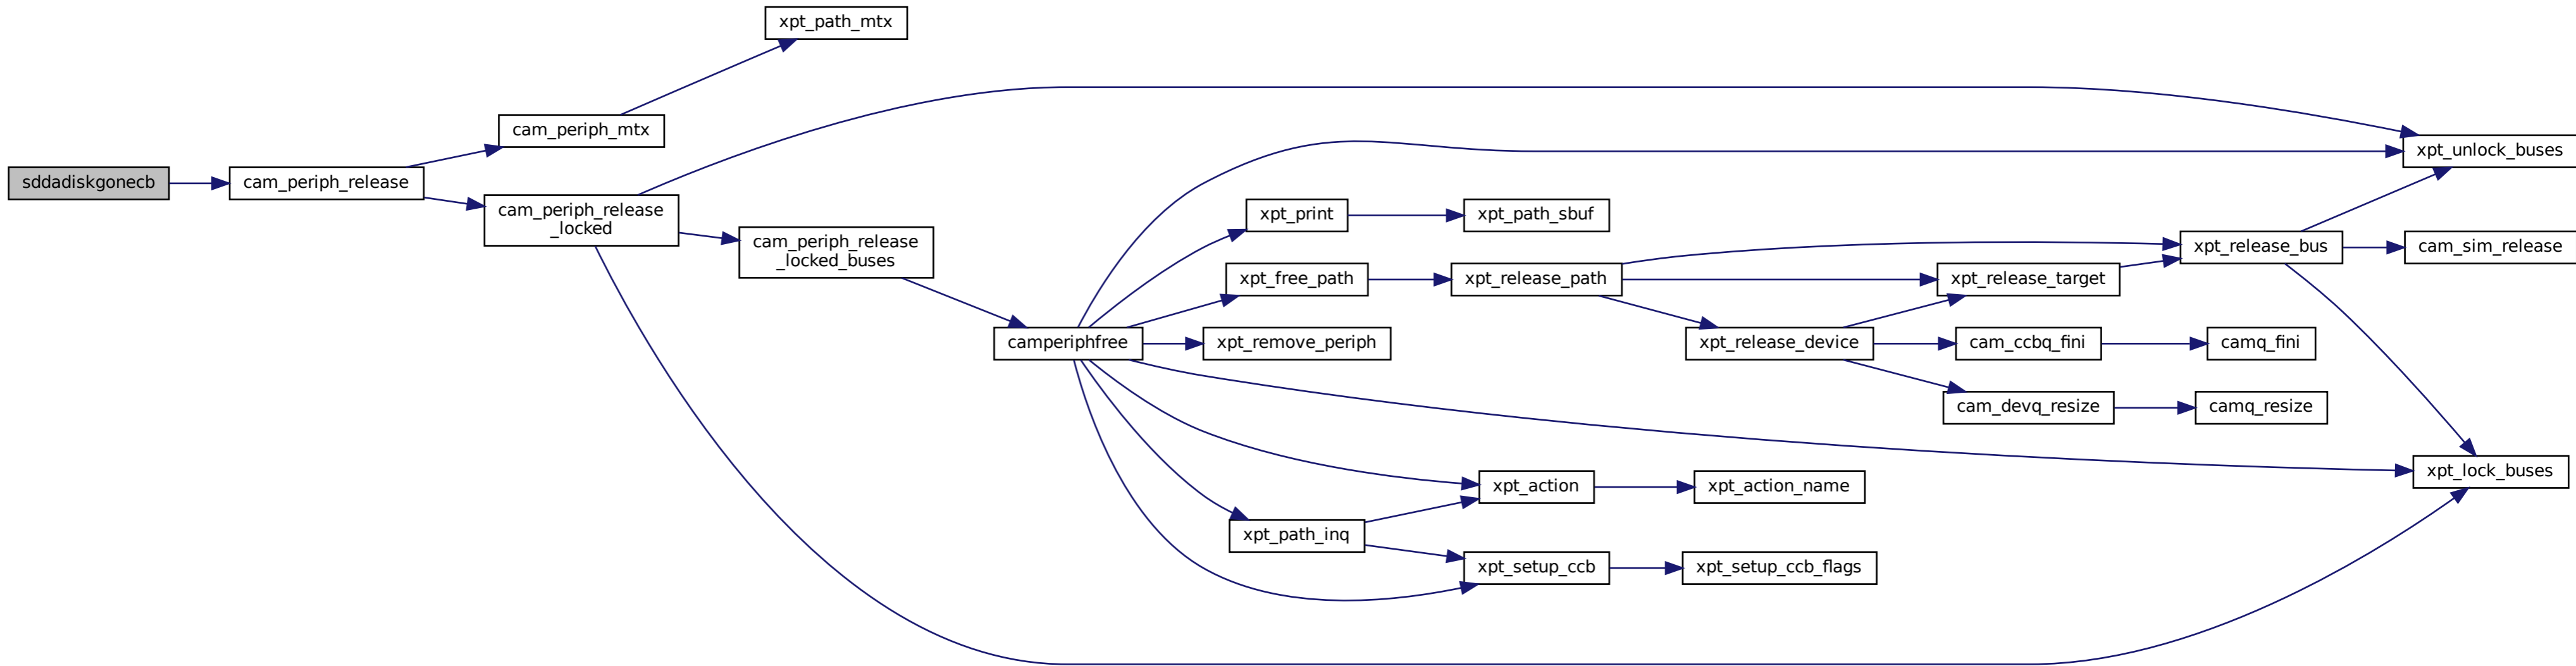 sddadiskgonecb
cam_periph_release
cam_periph_mtx
xpt_path_mtx
cam_periph_release
_locked
cam_periph_release
_locked_buses
camperiphfree
xpt_print
xpt_path_sbuf
xpt_free_path
xpt_release_path
xpt_remove_periph
xpt_release_device
xpt_release_target
cam_ccbq_fini
camq_fini
cam_devq_resize
camq_resize
xpt_release_bus
xpt_unlock_buses
cam_sim_release
xpt_lock_buses
xpt_action
xpt_action_name
xpt_path_inq
xpt_setup_ccb
xpt_setup_ccb_flags